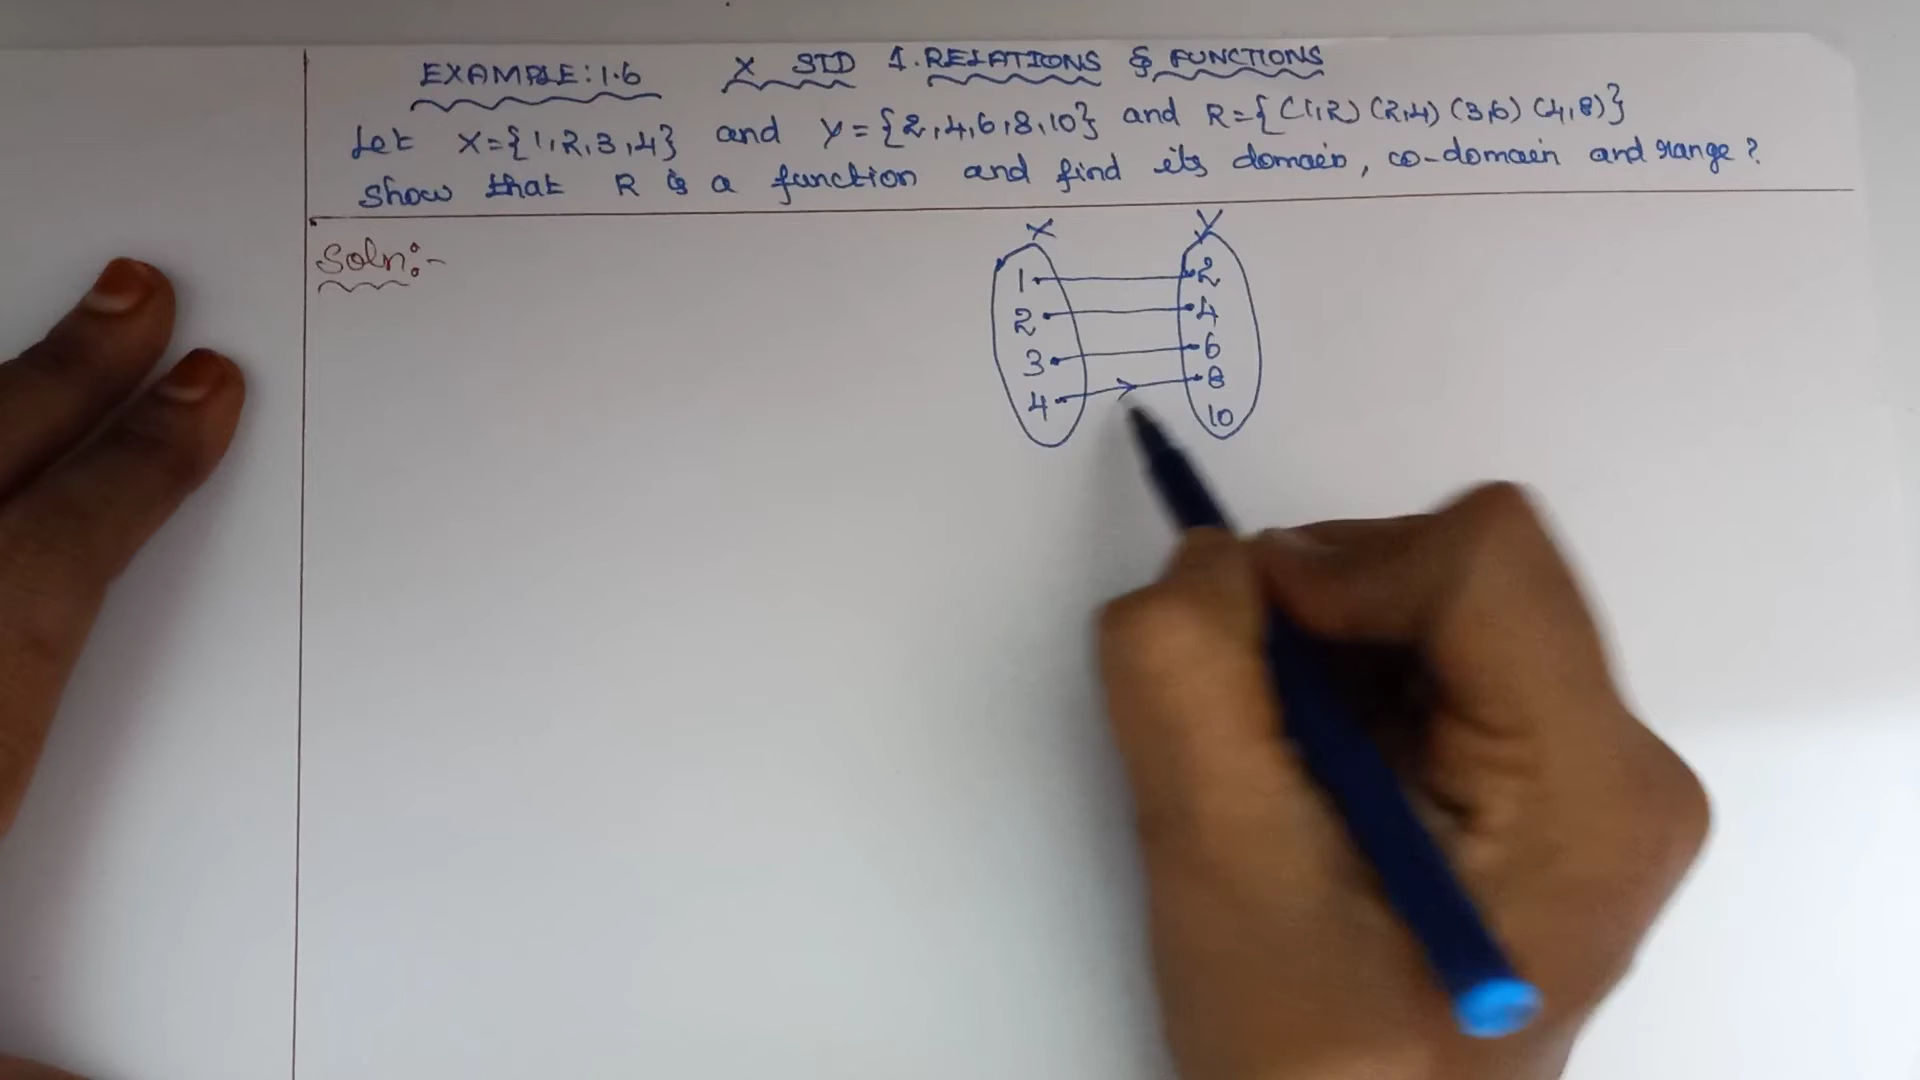 EXAMPLE:1.6 X STD 1.RELATIONS & FUNCTIONS
Let X={1,2,3,4} and Y={2,4,6,8,10} and R={(1,2) (2,4) (3,6) (4,8)}
Show that R is a function and find its domain, co-domain and range?
Soln:-
X Y
1 2
2 4
3 6
4 8
10